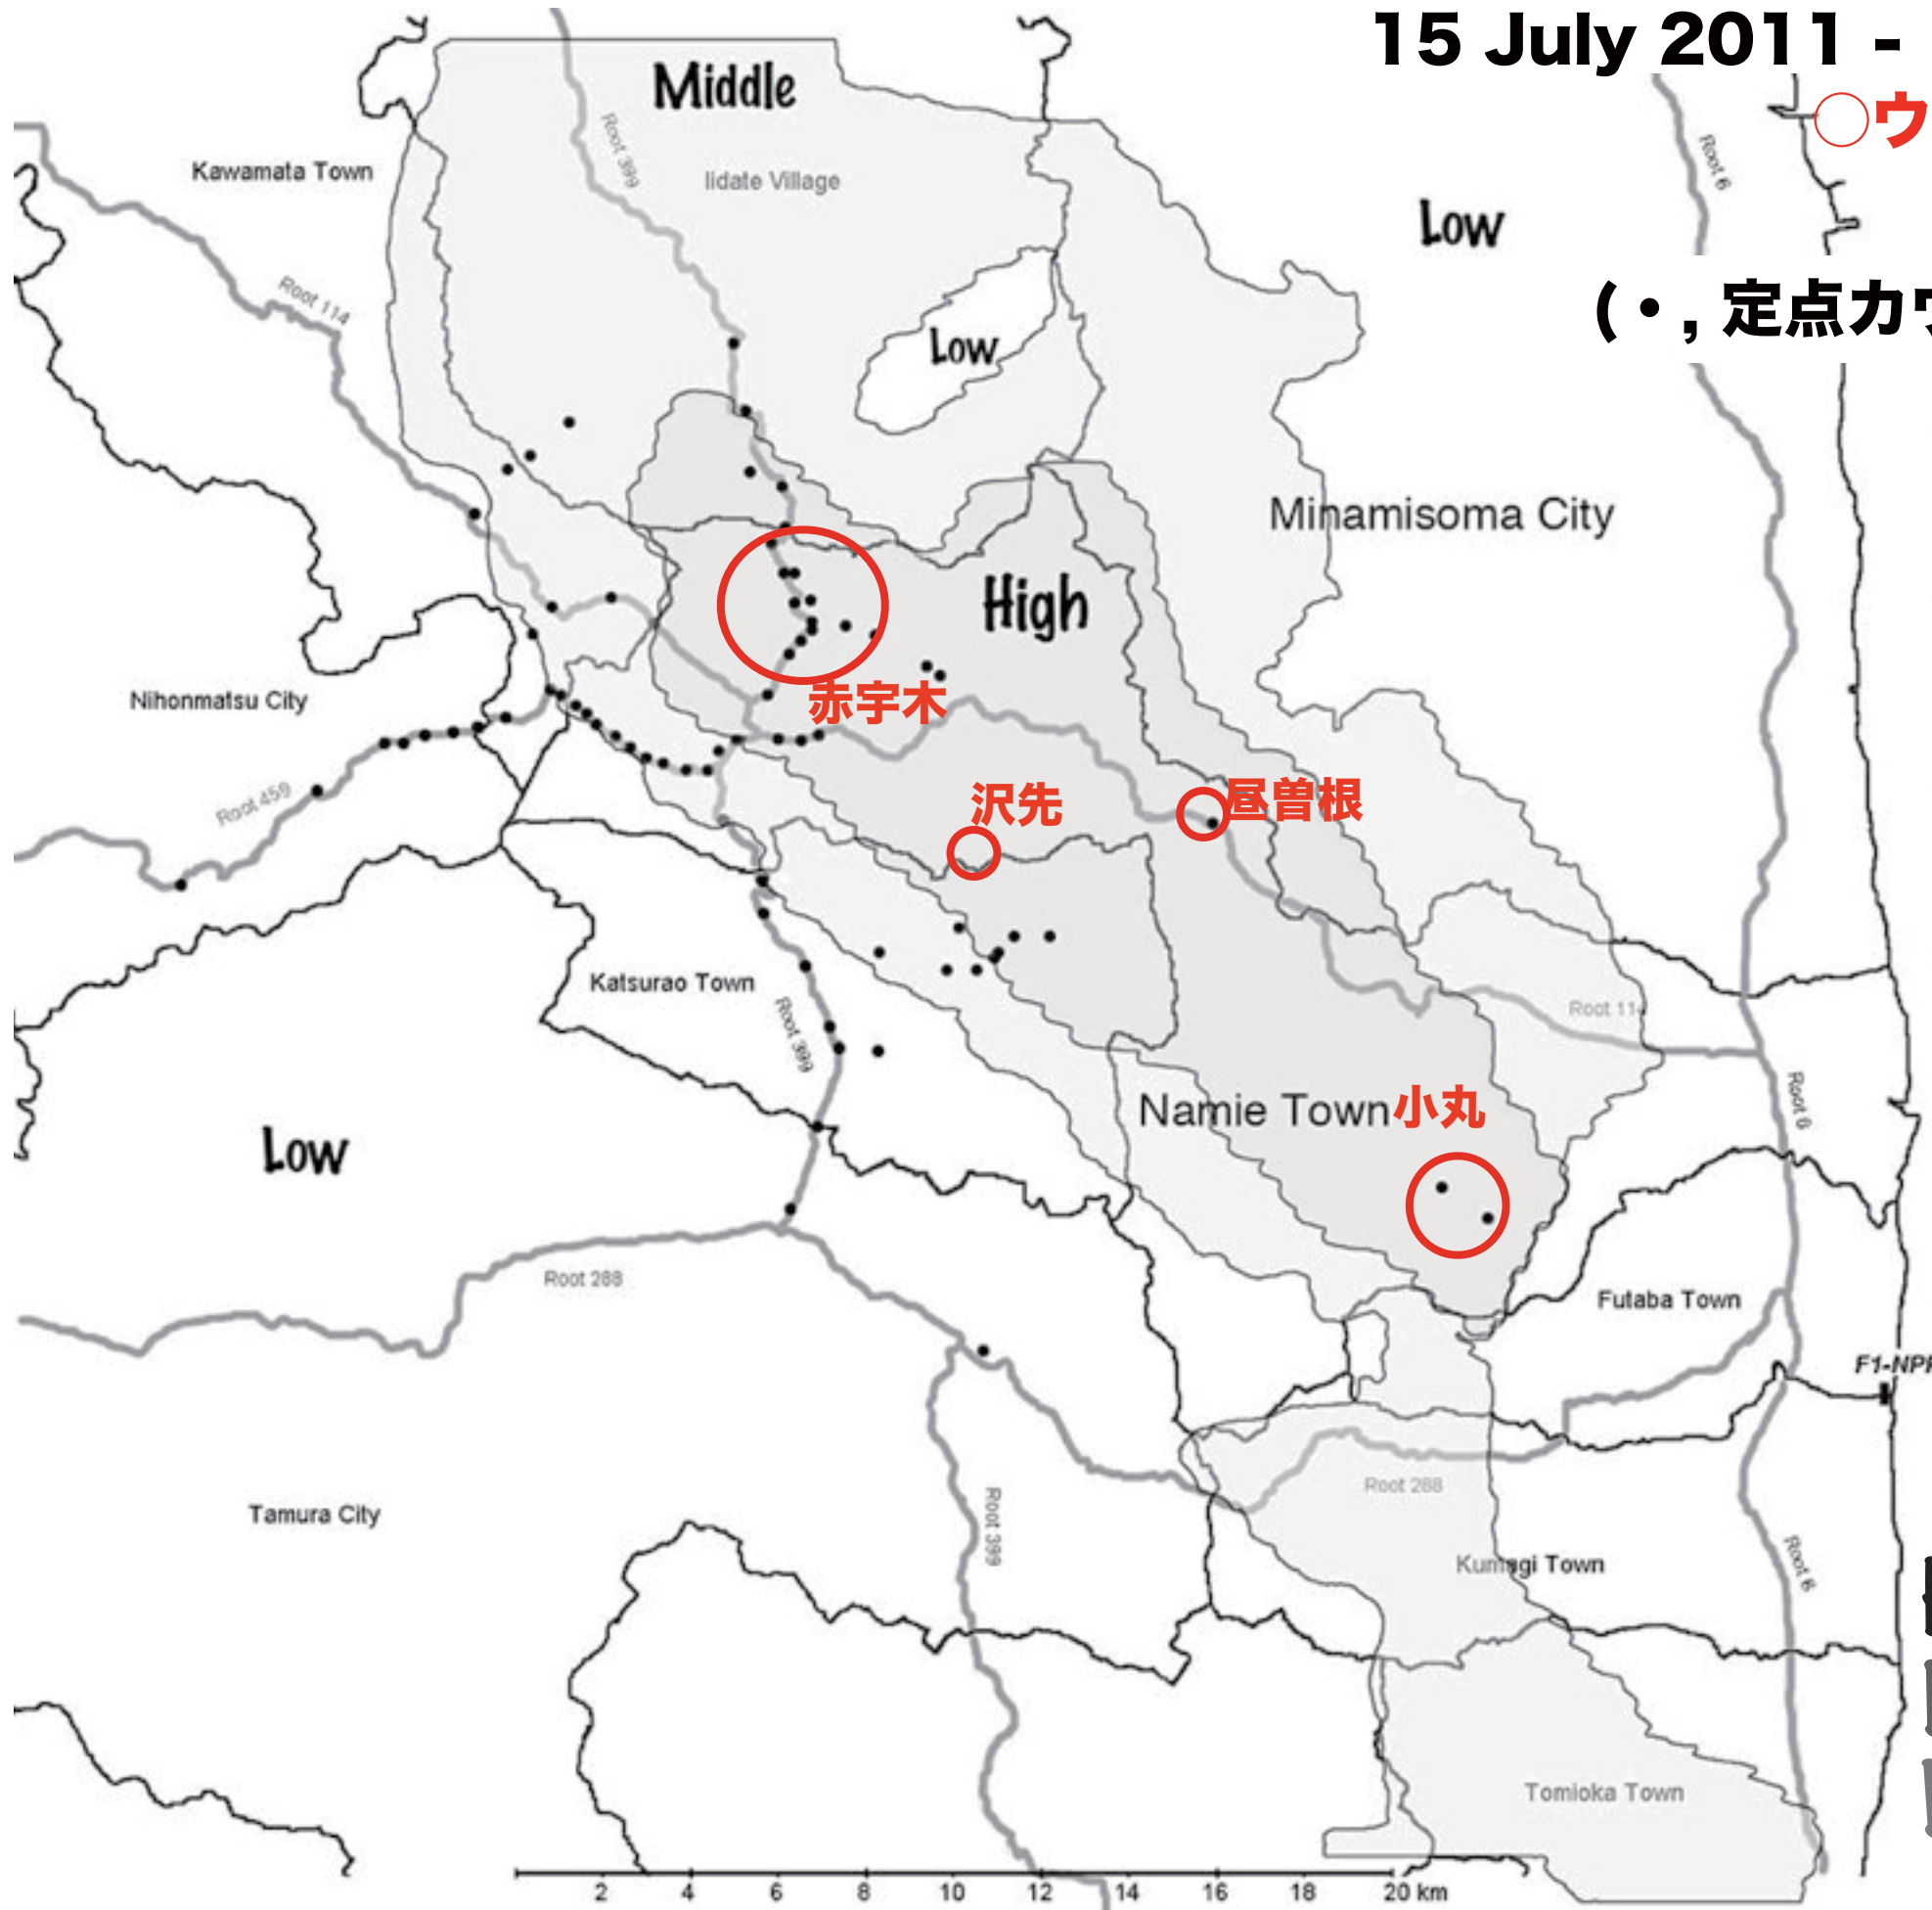 15 July 2011 -
○ウ
Middle
Root 399
Root 6
Kawamata Town
Iidate Village
Low
Root 114
(・, 定点カウ
Low
Minamisoma City
High
Nihonmatsu City
赤宇木
Root 459
沢先
昼曽根
Katsurao Town
Root 399
Root 114
Namie Town
小丸
Root 6
Low
Root 288
Futaba Town
F1-NPP
Root 288
Tamura City
Root 399
Kumagi Town
Root 6
Tomioka Town
2 4 6 8 10 12 14 16 18 20 km